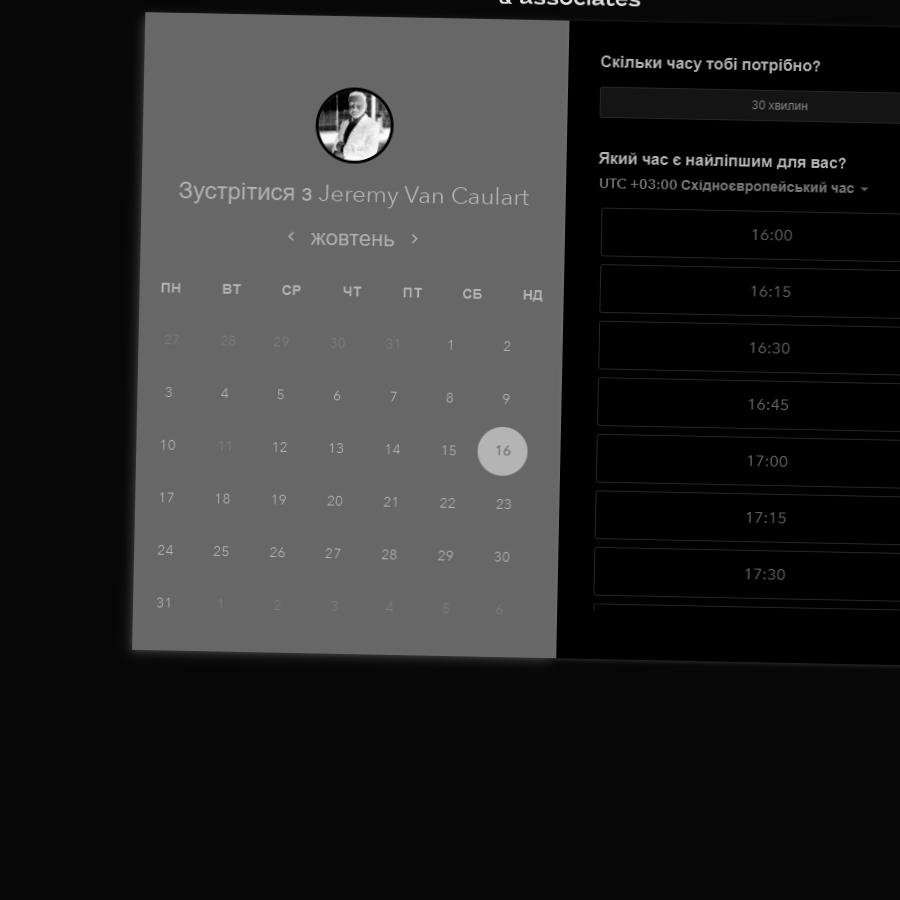 & associates
Зустрітися з Jeremy Van Caulart
жовтень
ПН ВТ СР ЧТ ПТ СБ НД
27 28 29 30 31 1 2
3 4 5 6 7 8 9
10 11 12 13 14 15 16
17 18 19 20 21 22 23
24 25 26 27 28 29 30
31 1 2 3 4 5 6
Скільки часу тобі потрібно?
30 хвилин
Який час є найліпшим для вас?
UTC +03:00 Східноєвропейський час
16:00
16:15
16:30
16:45
17:00
17:15
17:30